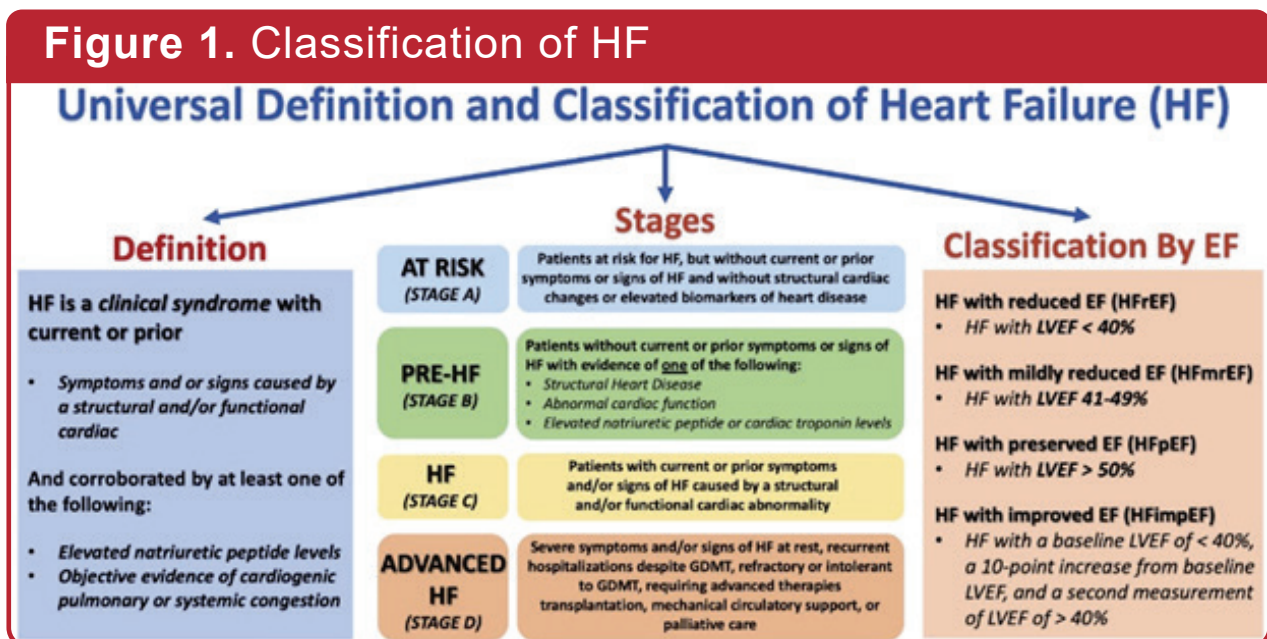 Figure 1. Classification of HF
Universal Definition and Classification of Heart Failure (HF)
Definition
HF is a clinical syndrome with
current or prior
• Symptoms and or signs caused by
a structural and/or functional
cardiac
And corroborated by at least one of
the following:
• Elevated natriuretic peptide levels
• Objective evidence of cardiogenic
pulmonary or systemic congestion
Stages
AT RISK
(STAGE A)
Patients at risk for HF, but without current or prior
symptoms or signs of HF and without structural cardiac
changes or elevated biomarkers of heart disease
PRE-HF
(STAGE B)
Patients without current or prior symptoms or signs of
HF with evidence of one of the following:
• Structural Heart Disease
• Abnormal cardiac function
• Elevated natriuretic peptide or cardiac troponin levels
HF
(STAGE C)
Patients with current or prior symptoms
and/or signs of HF caused by a structural
and/or functional cardiac abnormality
ADVANCED
HF
(STAGE D)
Severe symptoms and/or signs of HF at rest, recurrent
hospitalizations despite GDMT, refractory or intolerant
to GDMT, requiring advanced therapies
transplantation, mechanical circulatory support, or
palliative care
Classification By EF
HF with reduced EF (HFrEF)
• HF with LVEF < 40%
HF with mildly reduced EF (HFmrEF)
• HF with LVEF 41-49%
HF with preserved EF (HFpEF)
• HF with LVEF > 50%
HF with improved EF (HFimpEF)
• HF with a baseline LVEF of < 40%,
a 10-point increase from baseline
LVEF, and a second measurement
of LVEF of > 40%